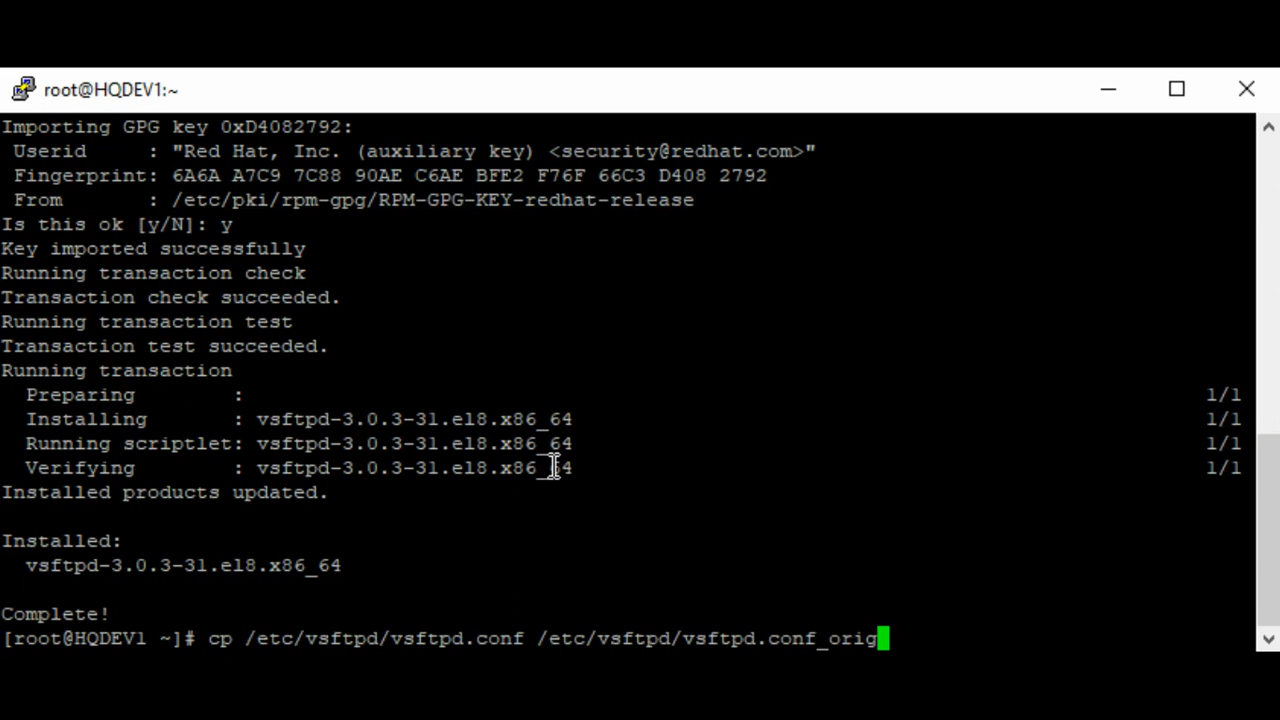 root@HQDEV1:~
Importing GPG key 0xD4082792:
Userid     : "Red Hat, Inc. (auxiliary key) <security@redhat.com>"
Fingerprint: 6A6A A7C9 7C88 90AE C6AE BFE2 F76F 66C3 D408 2792
From       : /etc/pki/rpm-gpg/RPM-GPG-KEY-redhat-release
Is this ok [y/N]: y
Key imported successfully
Running transaction check
Transaction check succeeded.
Running transaction test
Transaction test succeeded.
Running transaction
Preparing        : 1/1
Installing       : vsftpd-3.0.3-31.el8.x86_64 1/1
Running scriptlet: vsftpd-3.0.3-31.el8.x86_64 1/1
Verifying        : vsftpd-3.0.3-31.el8.x86_64 1/1
Installed products updated.
Installed:
vsftpd-3.0.3-31.el8.x86_64
Complete!
[root@HQDEV1 ~]# cp /etc/vsftpd/vsftpd.conf /etc/vsftpd/vsftpd.conf_orig